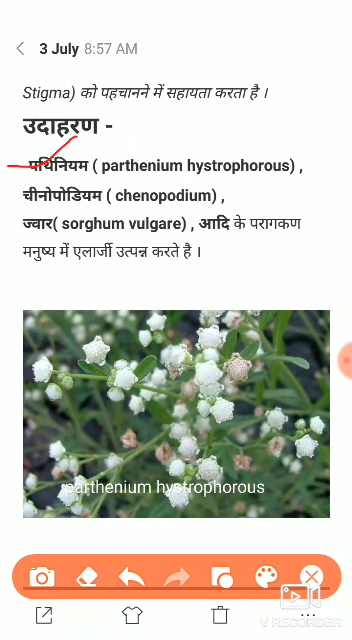 3 July 8:57 AM
Stigma) को पहचानने में सहायता करता है ।
उदाहरण -
पर्थिनियम ( parthenium hystrophorous) ,
चीनोपोडियम ( chenopodium) ,
ज्वार( sorghum vulgare) , आदि के परागकण
मनुष्य में एलार्जी उत्पन्न करते है ।
parthenium hystrophorous
V RECORDER